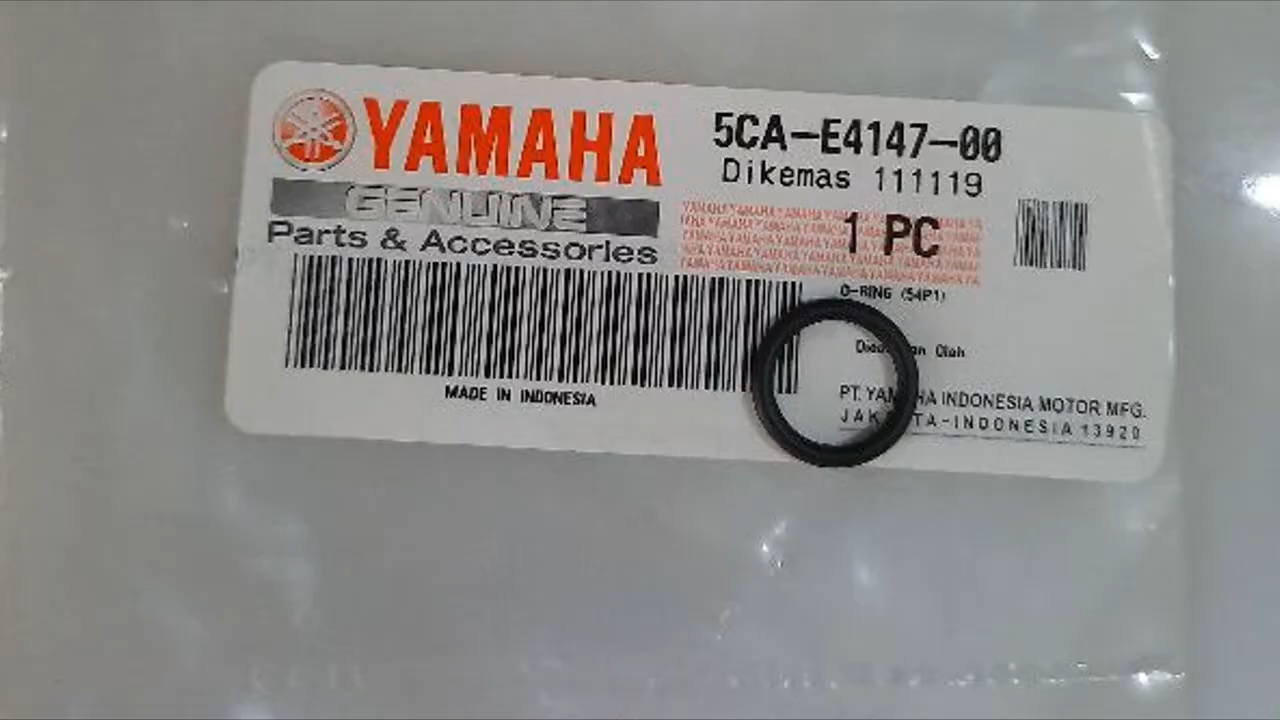 YAMAHA
GENUINE
Parts & Accessories
MADE IN INDONESIA
5CA-E4147-00
Dikemas 111119
1 PC
O-RING (54P1)
Oleh
PT. YAMAHA INDONESIA MOTOR MFG.
JAKARTA-INDONESIA 13920